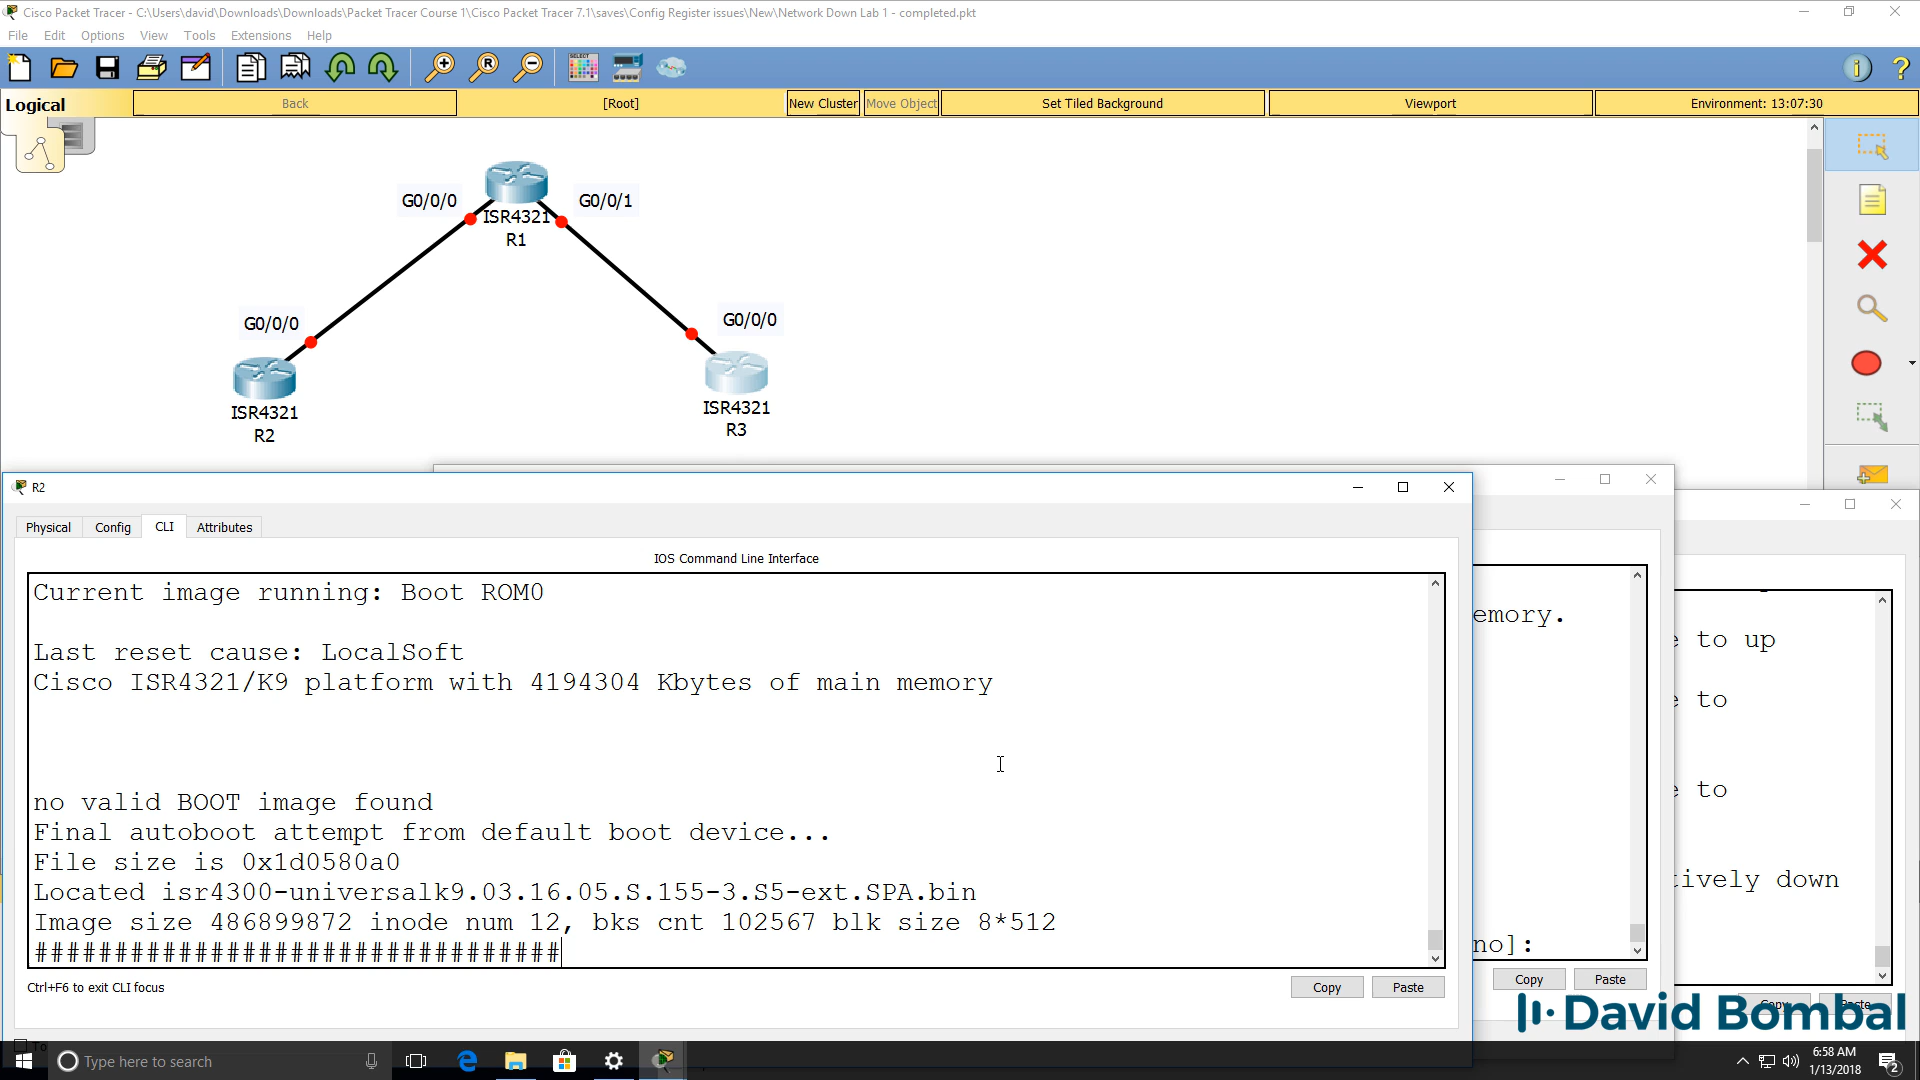 Cisco Packet Tracer - C:\Users\david\Downloads\Downloads\Packet Tracer Course 1\Cisco Packet Tracer 7.1\saves\Config Register issues\New\Network Down Lab 1 - completed.pkt
File Edit Options View Tools Extensions Help
Logical Back [Root] New Cluster Move Object Set Tiled Background Viewport Environment: 13:07:30
G0/0/0 G0/0/1
ISR4321
R1
G0/0/0 G0/0/0
ISR4321
R2
ISR4321
R3
R2
Physical Config CLI Attributes
IOS Command Line Interface
Current image running: Boot ROM0
Last reset cause: LocalSoft
Cisco ISR4321/K9 platform with 4194304 Kbytes of main memory
no valid BOOT image found
Final autoboot attempt from default boot device...
File size is 0x1d0580a0
Located isr4300-universalk9.03.16.05.S.155-3.S5-ext.SPA.bin
Image size 486899872 inode num 12, bks cnt 102567 blk size 8*512
#################################
Ctrl+F6 to exit CLI focus
Copy Paste
emory.
no]:
Copy Paste
e to up
e to
e to
tively down
Copy Paste
David Bombal
Type here to search
6:58 AM
1/13/2018
2